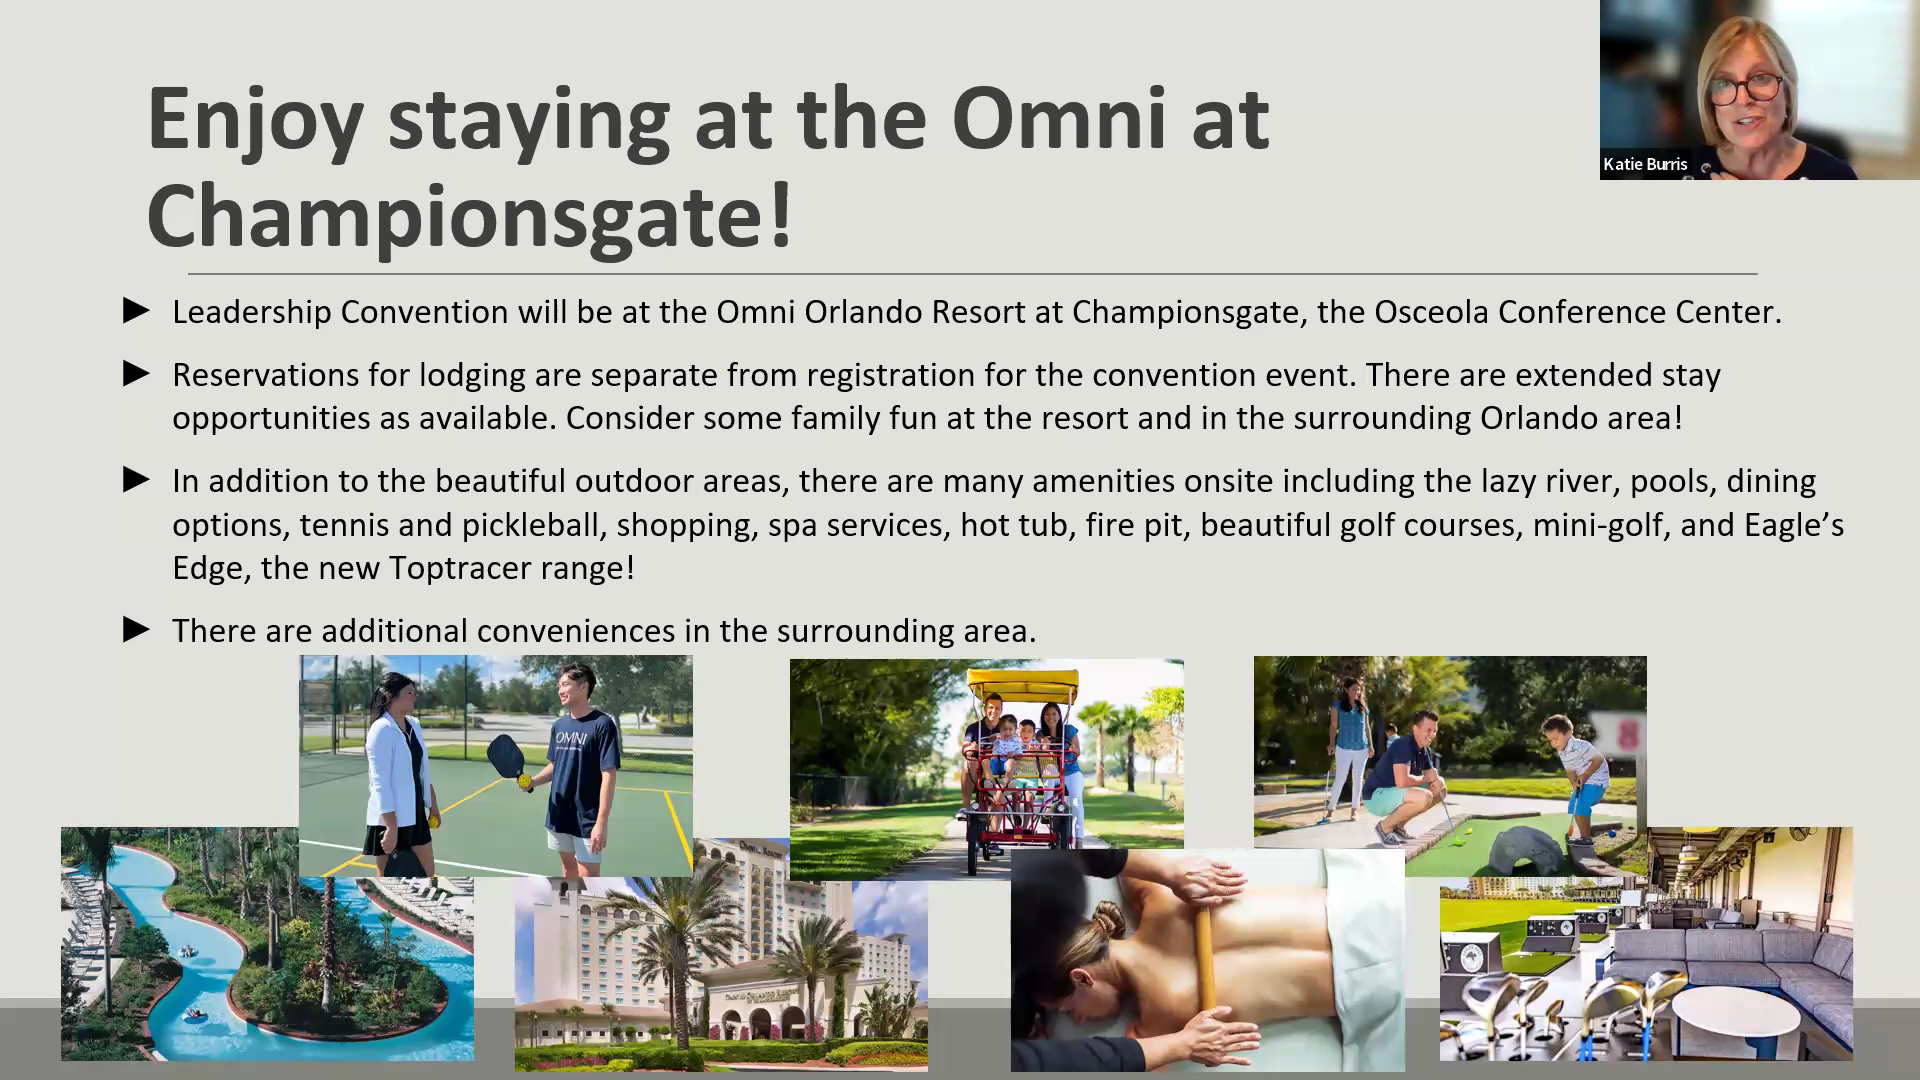 Enjoy staying at the Omni at
Championsgate!
Katie Burris
► Leadership Convention will be at the Omni Orlando Resort at Championsgate, the Osceola Conference Center.
► Reservations for lodging are separate from registration for the convention event. There are extended stay
opportunities as available. Consider some family fun at the resort and in the surrounding Orlando area!
► In addition to the beautiful outdoor areas, there are many amenities onsite including the lazy river, pools, dining
options, tennis and pickleball, shopping, spa services, hot tub, fire pit, beautiful golf courses, mini-golf, and Eagle’s
Edge, the new Toptracer range!
► There are additional conveniences in the surrounding area.
OMNI
8